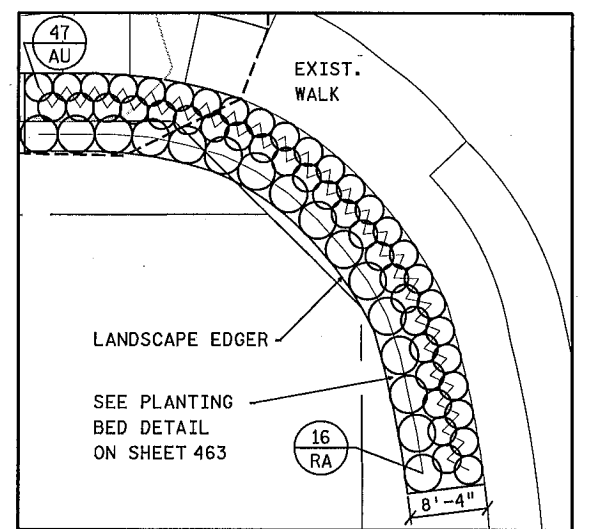 47
AU
EXIST.
WALK
LANDSCAPE EDGER
SEE PLANTING
BED DETAIL
ON SHEET 463
16
RA
8'-4"